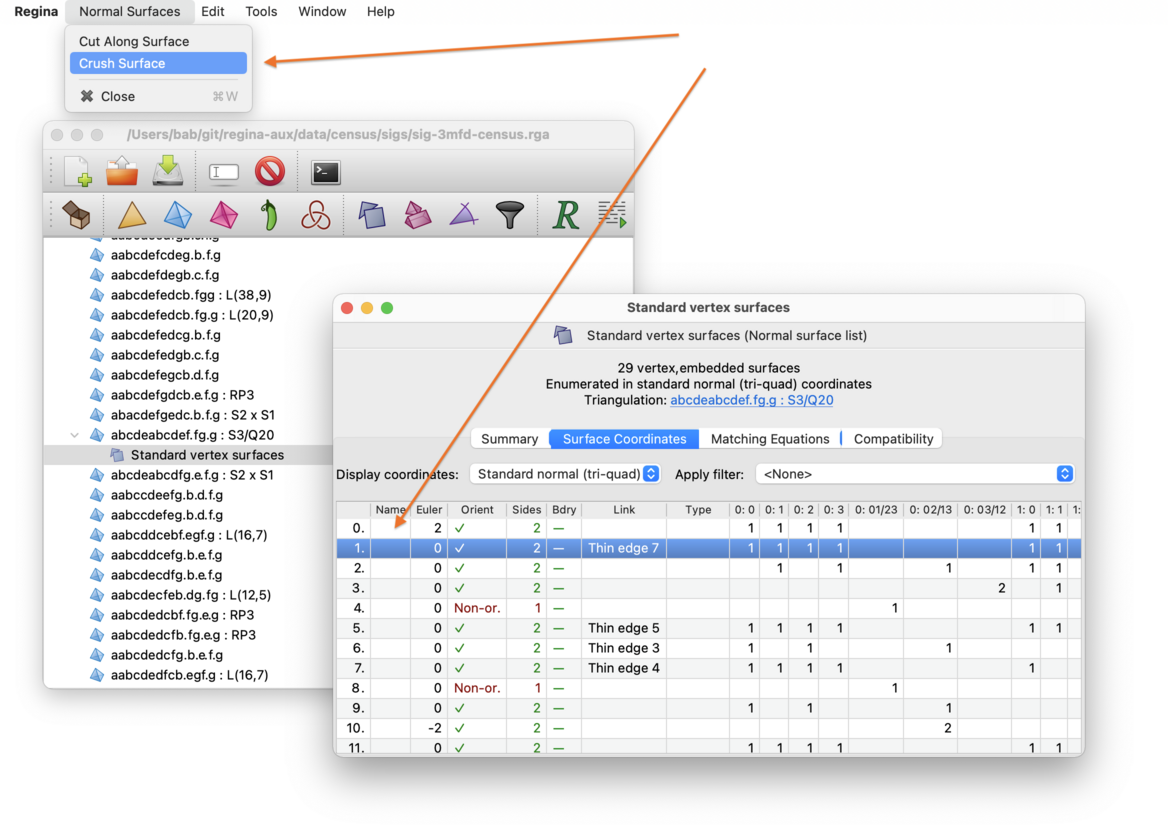 Regina Normal Surfaces Edit Tools Window Help
Cut Along Surface
Crush Surface
Close ⌘W
/Users/bab/git/regina-aux/data/census/sigs/sig-3mfd-census.rga
aabcdefcdeg.b.f.g
aabcdefdegb.c.f.g
aabcdefedcb.fgg : L(38,9)
aabcdefedcb.fg.g : L(20,9)
aabcdefedcg.b.f.g
aabcdefedgb.c.f.g
aabcdefegcb.d.f.g
aabcdefgdcb.e.f.g : RP3
abacdefgedc.b.f.g : S2 x S1
abcdeabcdef.fg.g : S3/Q20
Standard vertex surfaces
abcdeabcdfg.e.f.g : S2 x S1
aabccdeefg.b.d.f.g
aabccdefeg.b.d.f.g
aabcddcebf.egf.g : L(16,7)
aabcddcefg.b.e.f.g
aabcdecdfg.b.e.f.g
aabcdecfeb.dg.fg : L(12,5)
aabcdedcbf.fg.e.g : RP3
aabcdedcfb.fg.e.g : RP3
aabcdedcfg.b.e.f.g
aabcdedfcb.egf.g : L(16,7)
Standard vertex surfaces
Standard vertex surfaces (Normal surface list)
29 vertex,embedded surfaces
Enumerated in standard normal (tri-quad) coordinates
Triangulation: abcdeabcdef.fg.g : S3/Q20
Summary Surface Coordinates Matching Equations Compatibility
Display coordinates: Standard normal (tri-quad) Apply filter: <None>
Name Euler Orient Sides Bdry Link Type 0: 0 0: 1 0: 2 0: 3 0: 01/23 0: 02/13 0: 03/12 1: 0 1: 1 1:
0. 2 ✓ 2 — 1 1 1 1 1 1
1. 0 ✓ 2 — Thin edge 7 1 1 1 1 1 1
2. 0 ✓ 2 — 1 1 1 1 1
3. 0 ✓ 2 — 2 1
4. 0 Non-or. 1 — 1
5. 0 ✓ 2 — Thin edge 5 1 1 1 1 1 1
6. 0 ✓ 2 — Thin edge 3 1 1 1
7. 0 ✓ 2 — Thin edge 4 1 1 1 1 1
8. 0 Non-or. 1 — 1
9. 0 ✓ 2 — 1 1 1
10. -2 ✓ 2 — 2
11. 0 ✓ 2 — 1 1 1 1 1 1